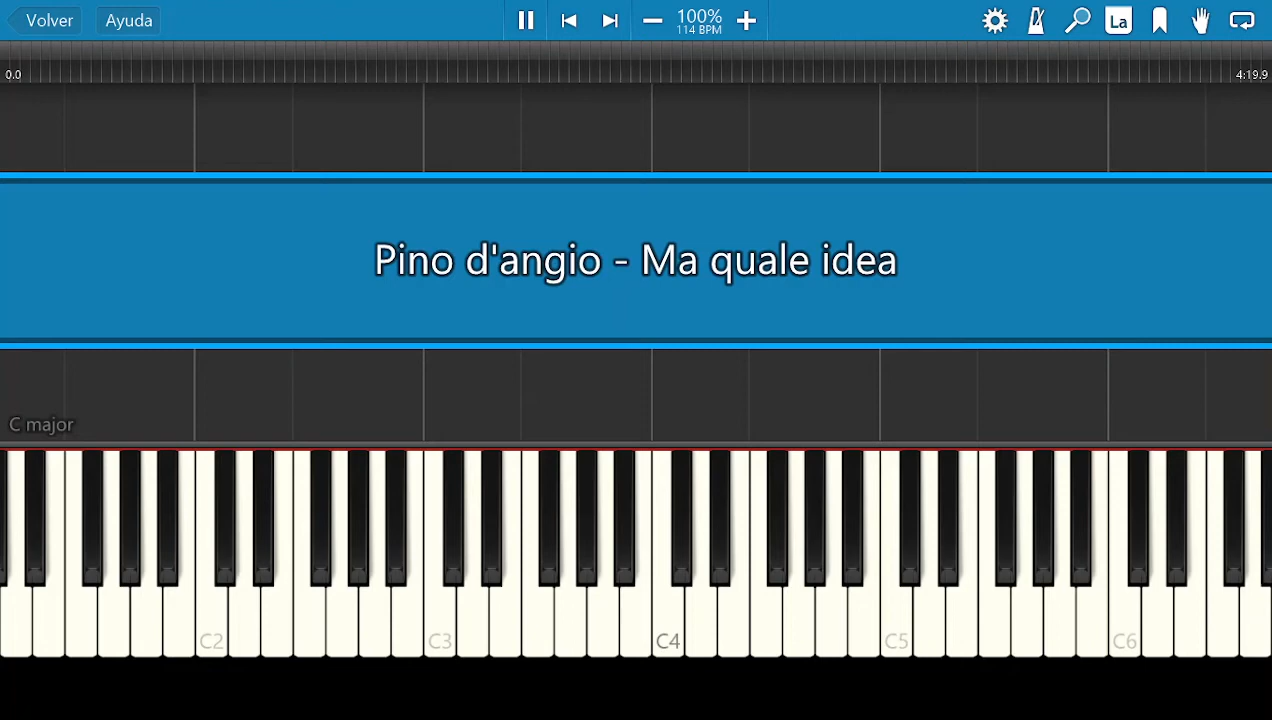 Volver
Ayuda
100%
114 BPM
La
0.0
4:19.9
Pino d'angio - Ma quale idea
C major
C2
C3
C4
C5
C6